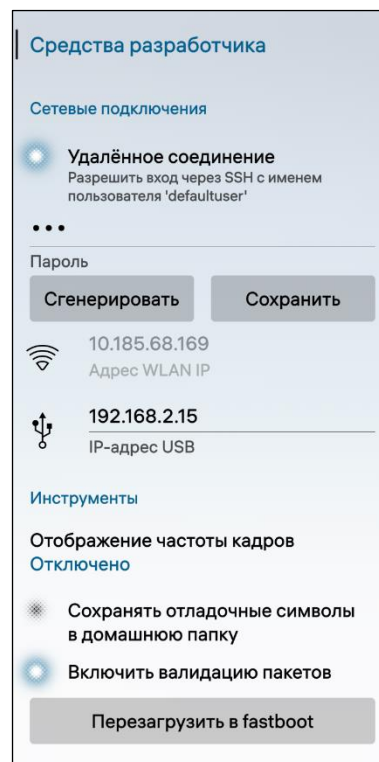 Средства разработчика
Сетевые подключения
Удалённое соединение
Разрешить вход через SSH с именем
пользователя 'defaultuser'
•••
Пароль
Сгенерировать Сохранить
10.185.68.169
Адрес WLAN IP
192.168.2.15
IP-адрес USB
Инструменты
Отображение частоты кадров
Отключено
Сохранять отладочные символы
в домашнюю папку
Включить валидацию пакетов
Перезагрузить в fastboot